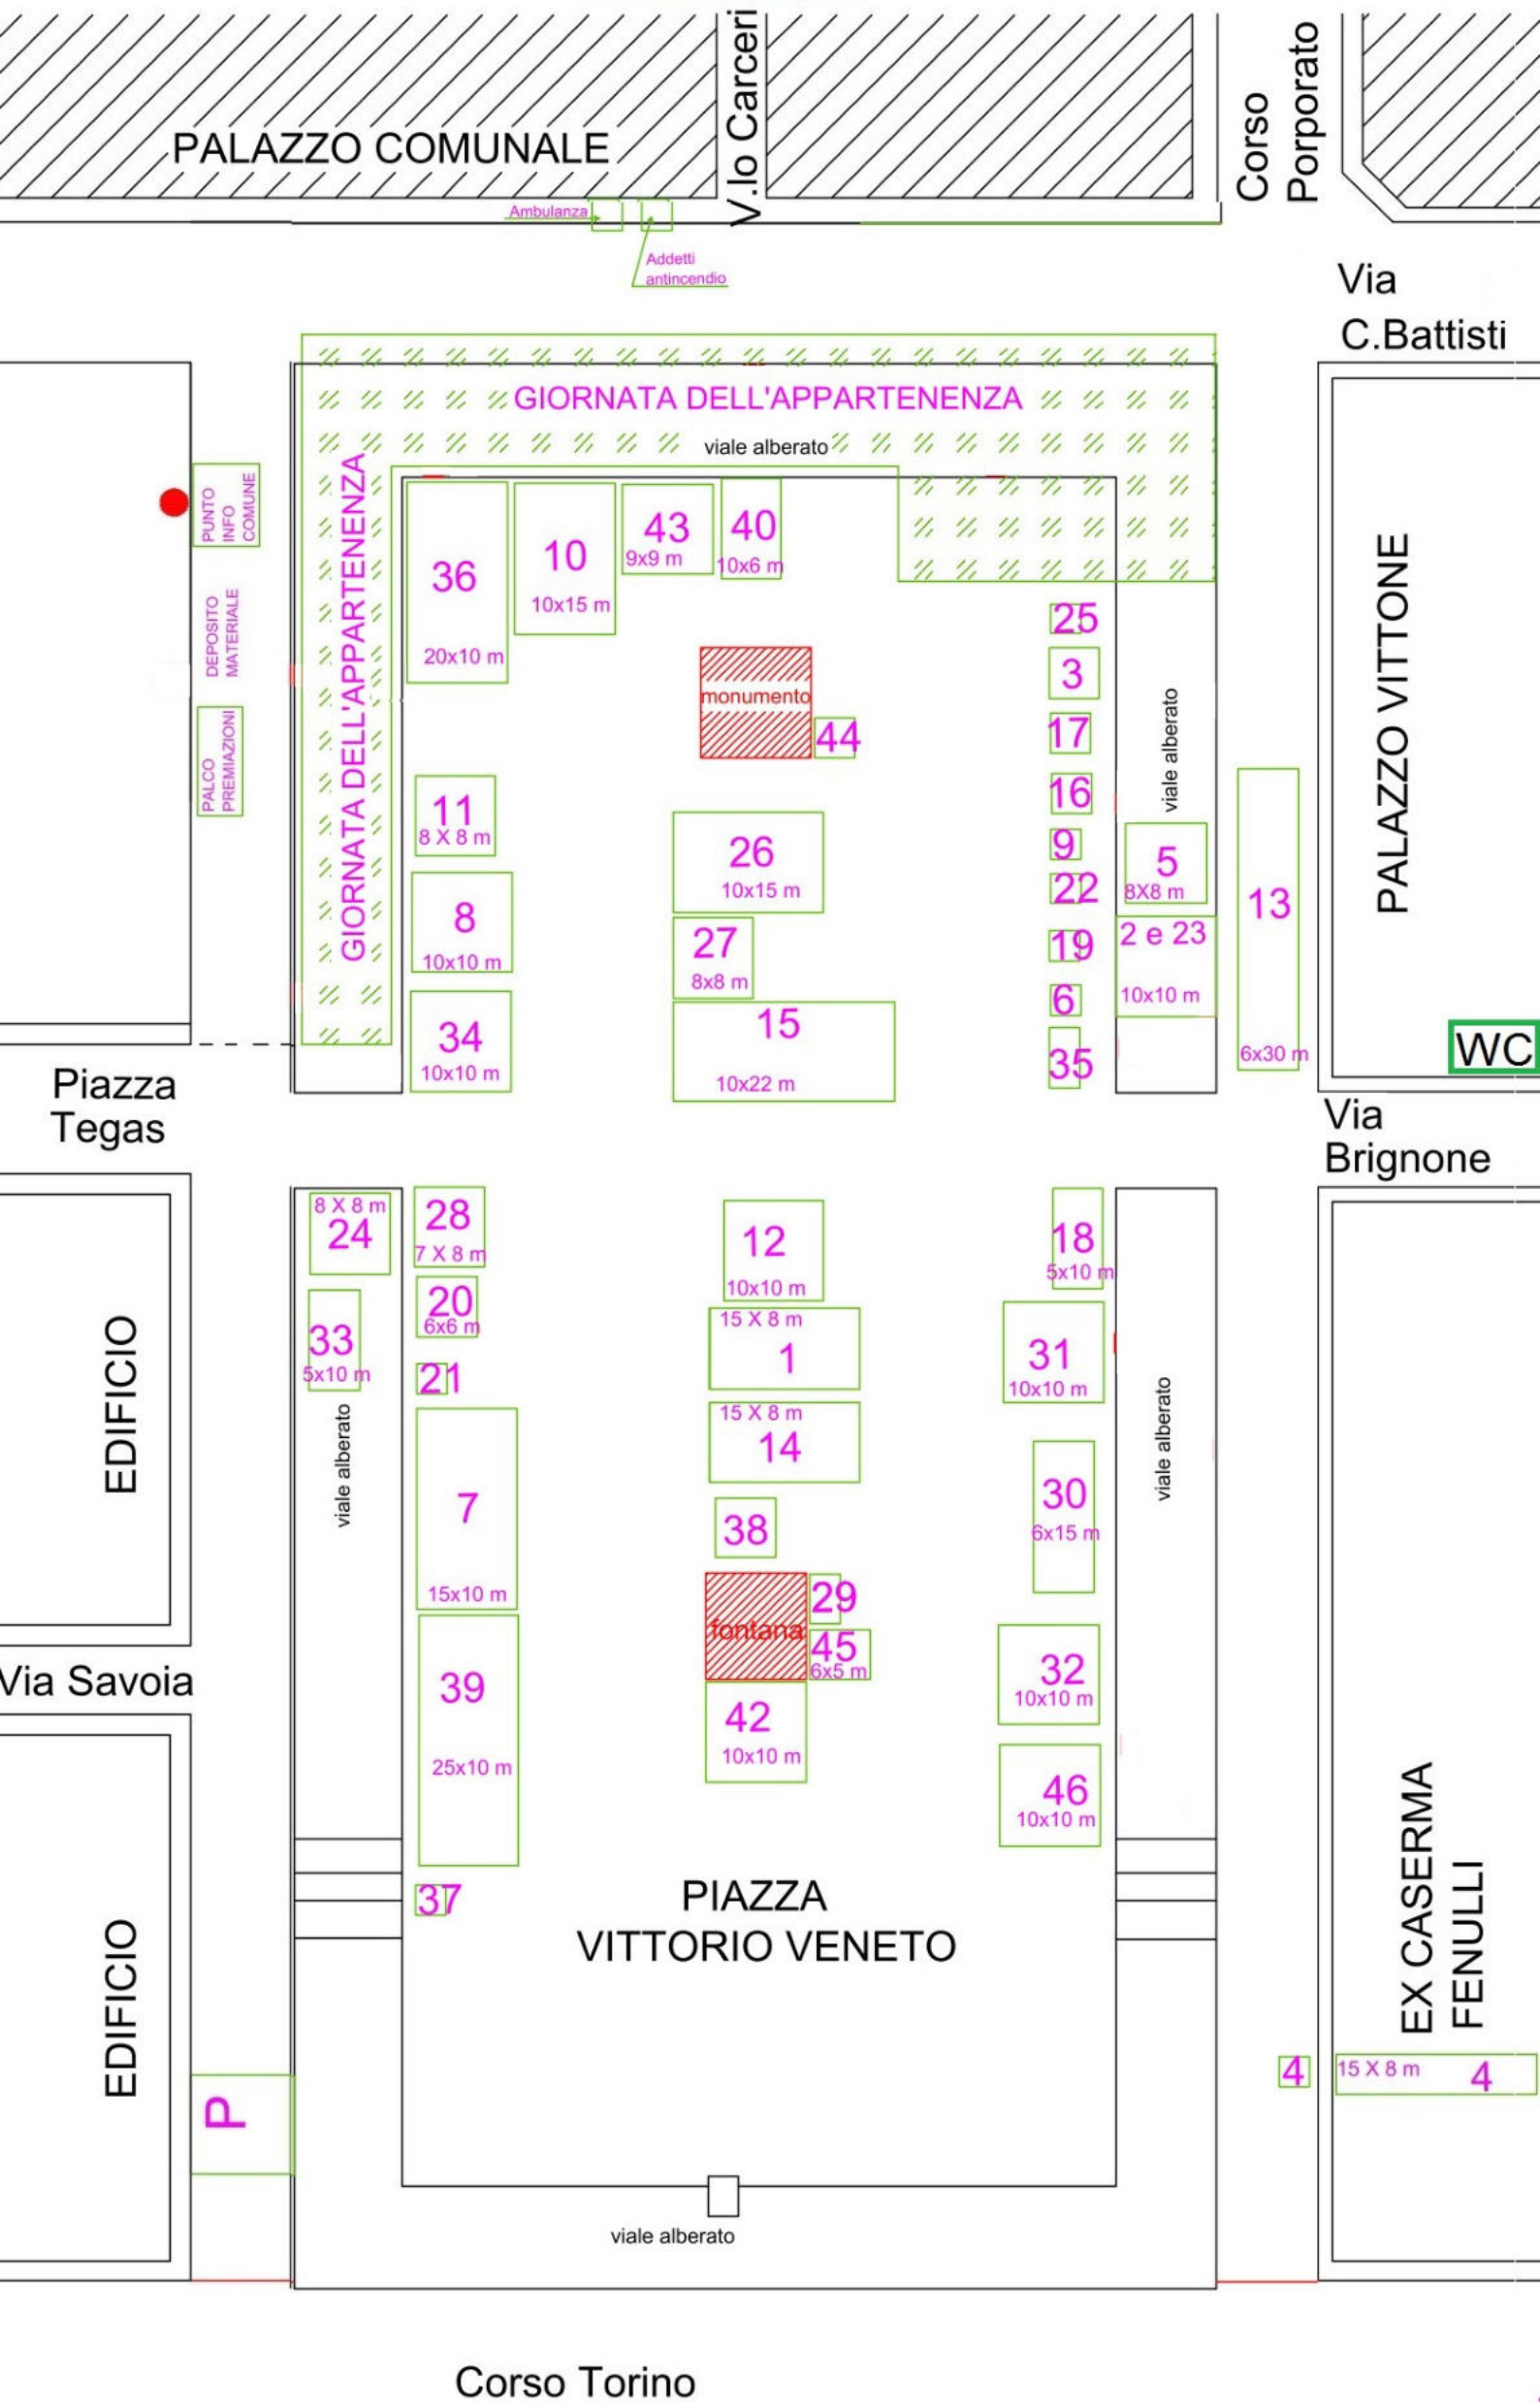 PALAZZO COMUNALE
V.lo Carceri
Corso
Porporato
Ambulanza
Addetti
antincendio
Via
C.Battisti
GIORNATA DELL'APPARTENENZA
viale alberato
GIORNATA DELL'APPARTENENZA
PUNTO
INFO
COMUNE
DEPOSITO
MATERIALE
PALCO
PREMIAZIONI
36
20x10 m
10
10x15 m
43
9x9 m
40
10x6 m
monumento
44
25
3
17
16
9
22
19
6
35
viale alberato
5
8X8 m
2 e 23
10x10 m
13
6x30 m
PALAZZO VITTONE
WC
11
8 X 8 m
8
10x10 m
34
10x10 m
26
10x15 m
27
8x8 m
15
10x22 m
Piazza
Tegas
Via
Brignone
8 X 8 m
24
33
5x10 m
viale alberato
EDIFICIO
28
7 X 8 m
20
6x6 m
21
7
15x10 m
39
25x10 m
37
12
10x10 m
15 X 8 m
1
15 X 8 m
14
38
fontana
29
45
6x5 m
42
10x10 m
18
5x10 m
31
10x10 m
30
6x15 m
32
10x10 m
46
10x10 m
viale alberato
Via Savoia
EDIFICIO
P
PIAZZA
VITTORIO VENETO
EX CASERMA
FENULLI
4
15 X 8 m
4
viale alberato
Corso Torino